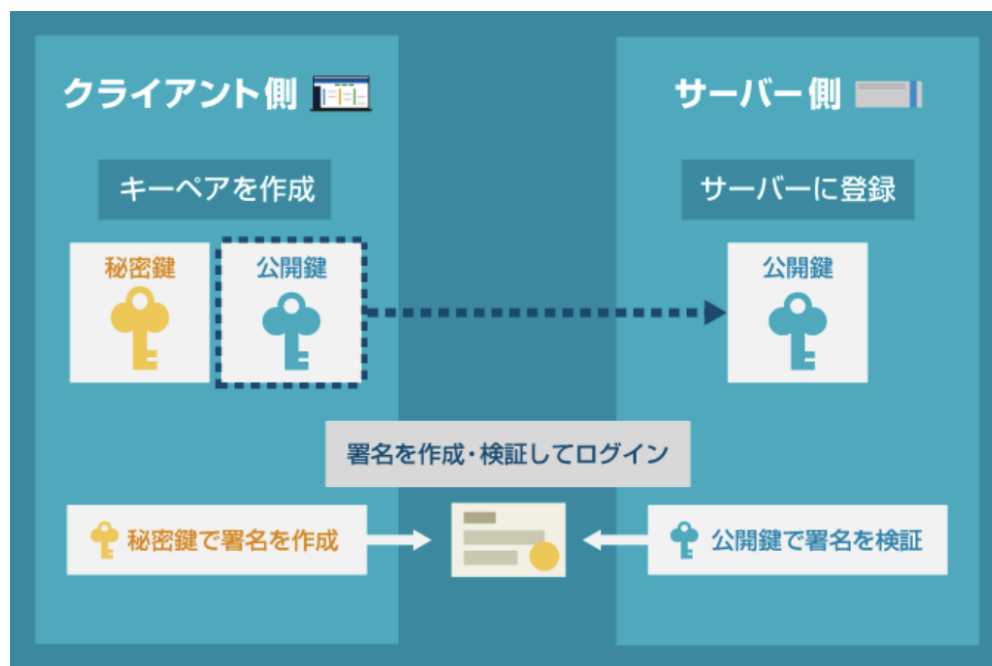 クライアント側
サーバー側
キーペアを作成
サーバーに登録
秘密鍵
公開鍵
公開鍵
署名を作成・検証してログイン
秘密鍵で署名を作成
公開鍵で署名を検証